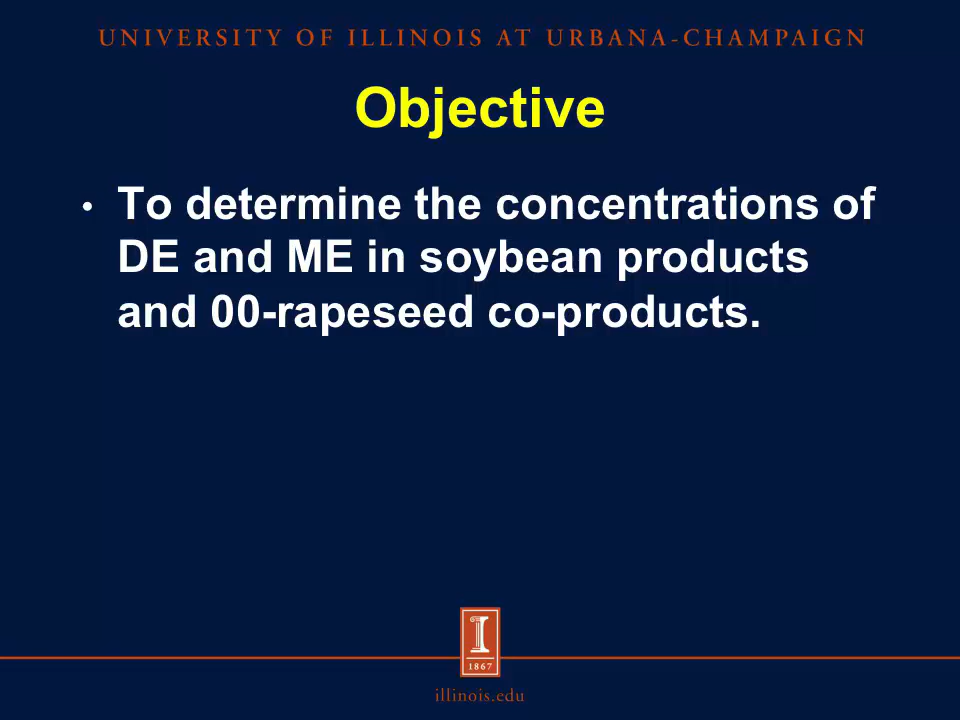 UNIVERSITY OF ILLINOIS AT URBANA-CHAMPAIGN
Objective
• To determine the concentrations of
DE and ME in soybean products
and 00-rapeseed co-products.
I
1867
illinois.edu